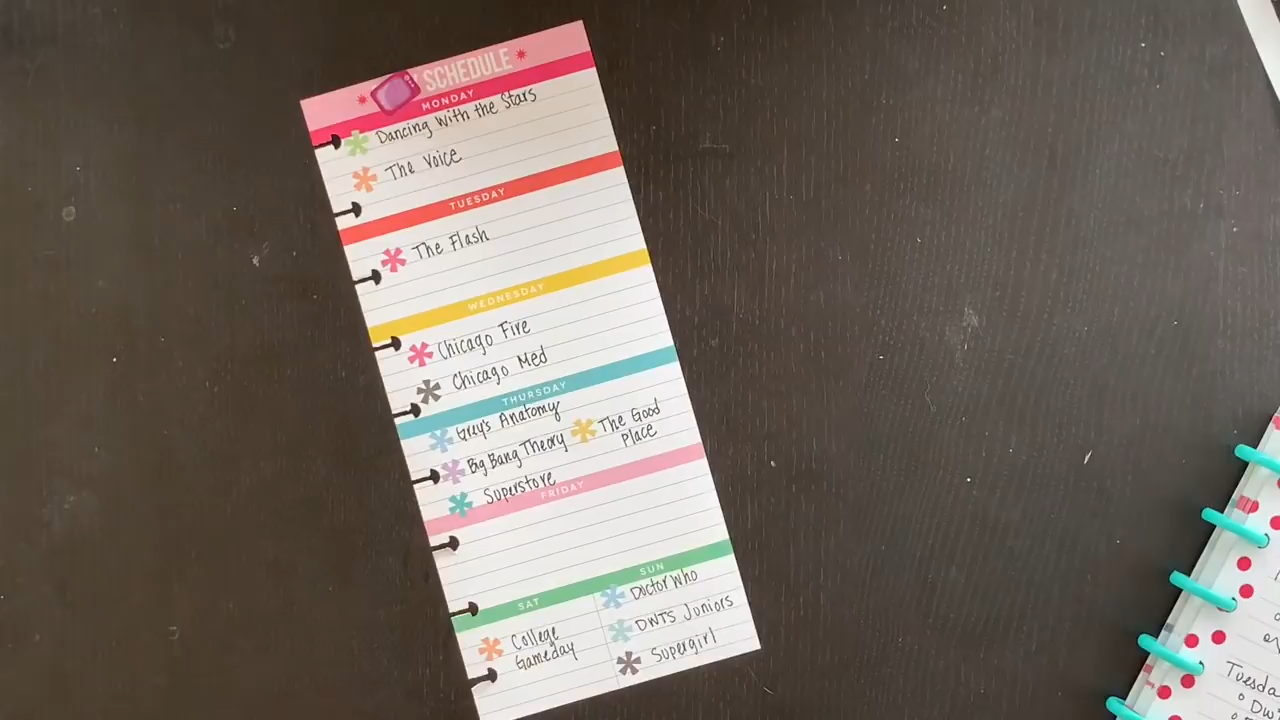 SCHEDULE
MONDAY
Dancing with the Stars
The Voice
TUESDAY
The Flash
WEDNESDAY
Chicago Fire
Chicago Med
THURSDAY
Grey's Anatomy
Big Bang Theory
The Good
Place
Superstore
FRIDAY
SAT
College
Gameday
SUN
Doctor Who
DWTS Juniors
Supergirl
Tuesda